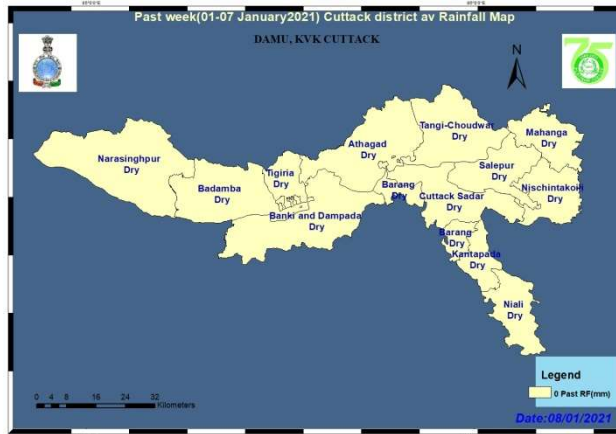 Past week(01-07 January2021) Cuttack district av Rainfall Map
DAMU, KVK CUTTACK
N
75
Tangi-Choudwar
Dry
Mahanga
Dry
Athagad
Dry
Narasinghpur
Dry
Salepur
Dry
Tigiria
Dry
Badamba
Dry
Barang
Dry
Cuttack Sadar
Dry
Nischintakoili
Dry
Banki and Dampada
Dry
Barang
Dry
Kantapada
Dry
Niali
Dry
Legend
0 Past RF(mm)
0 4 8 16 24 32
Kilometers
Date:08/01/2021